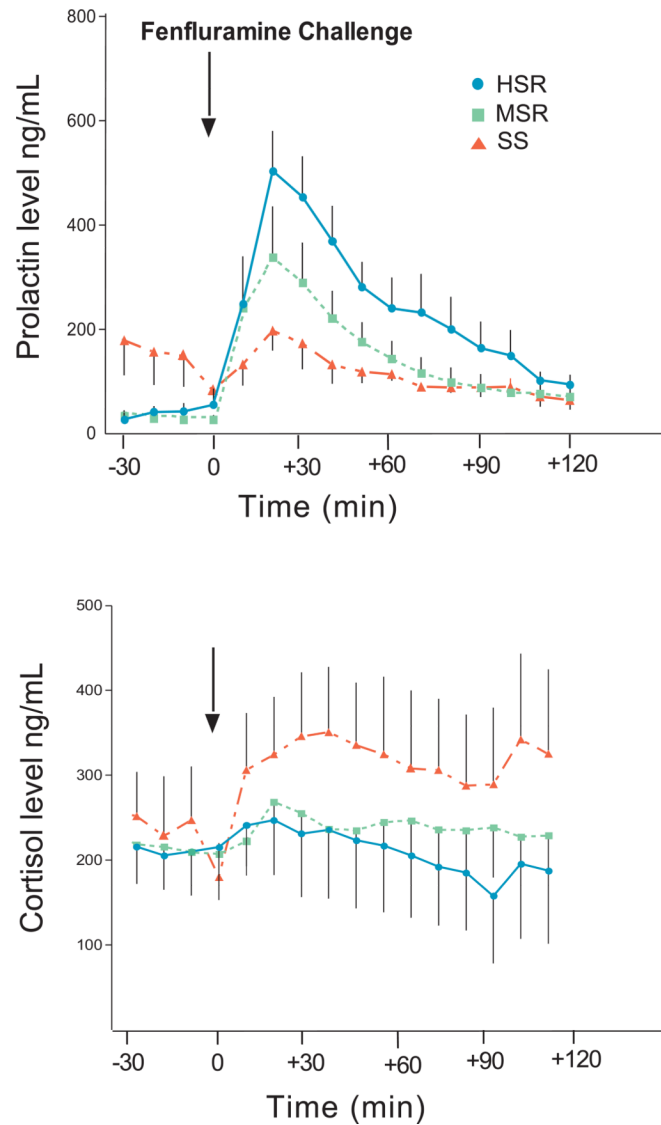 800
Fenfluramine Challenge
HSR
MSR
SS
600
400
200
0
Prolactin level ng/mL
-30 0 +30 +60 +90 +120
Time (min)
500
400
300
200
100
Cortisol level ng/mL
-30 0 +30 +60 +90 +120
Time (min)